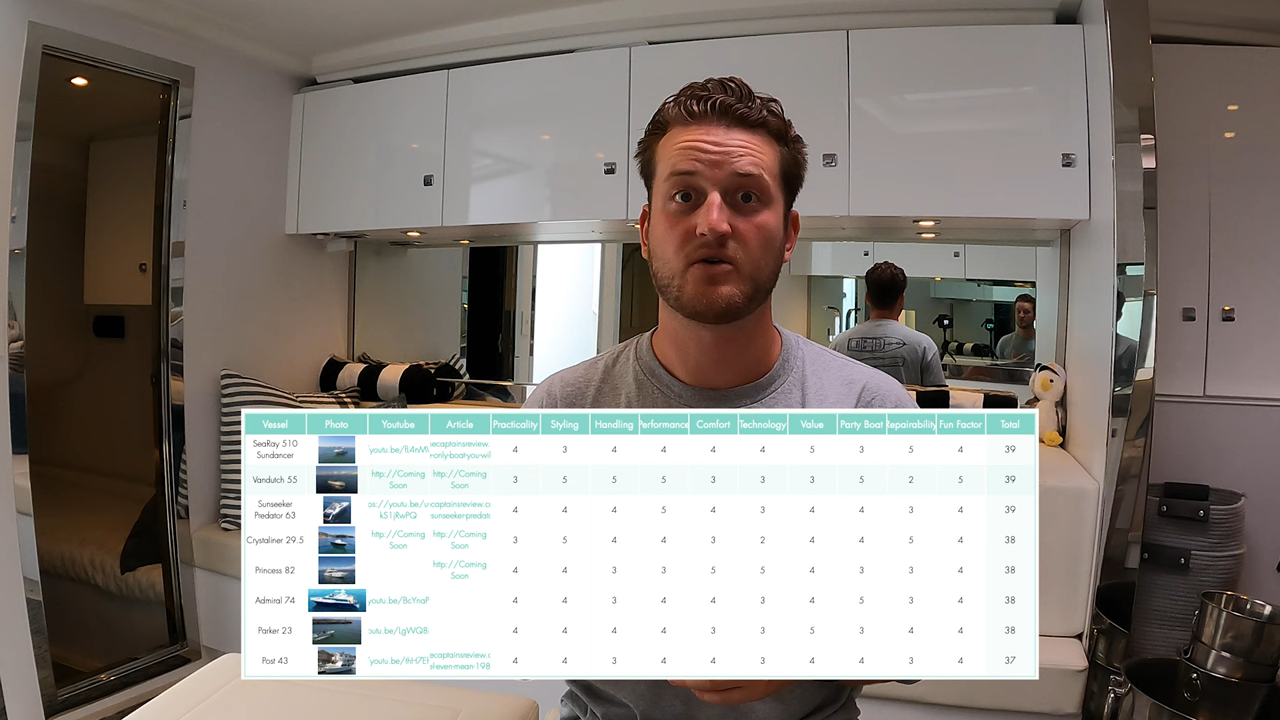 Vessel Photo Youtube Article Practicality Styling Handling Performance Comfort Technology Value Party Boat Repairability Fun Factor Total
SeaRay 510 Sundancer 4 3 4 4 4 4 5 3 5 4 39
Vandutch 55 http://Coming Soon http://Coming Soon 3 5 5 5 3 3 3 5 2 5 39
Sunseeker Predator 63 kS1jRwPQ 4 4 4 5 4 3 4 4 3 4 39
Crystaliner 29.5 http://Coming Soon http://Coming Soon 3 5 4 4 3 2 4 4 5 4 38
Princess 82 http://Coming Soon 4 4 3 3 5 5 4 3 3 4 38
Admiral 74 4 4 3 4 4 3 4 5 3 4 38
Parker 23 4 4 4 4 3 3 5 3 4 4 38
Post 43 4 4 3 4 4 3 4 4 3 4 37